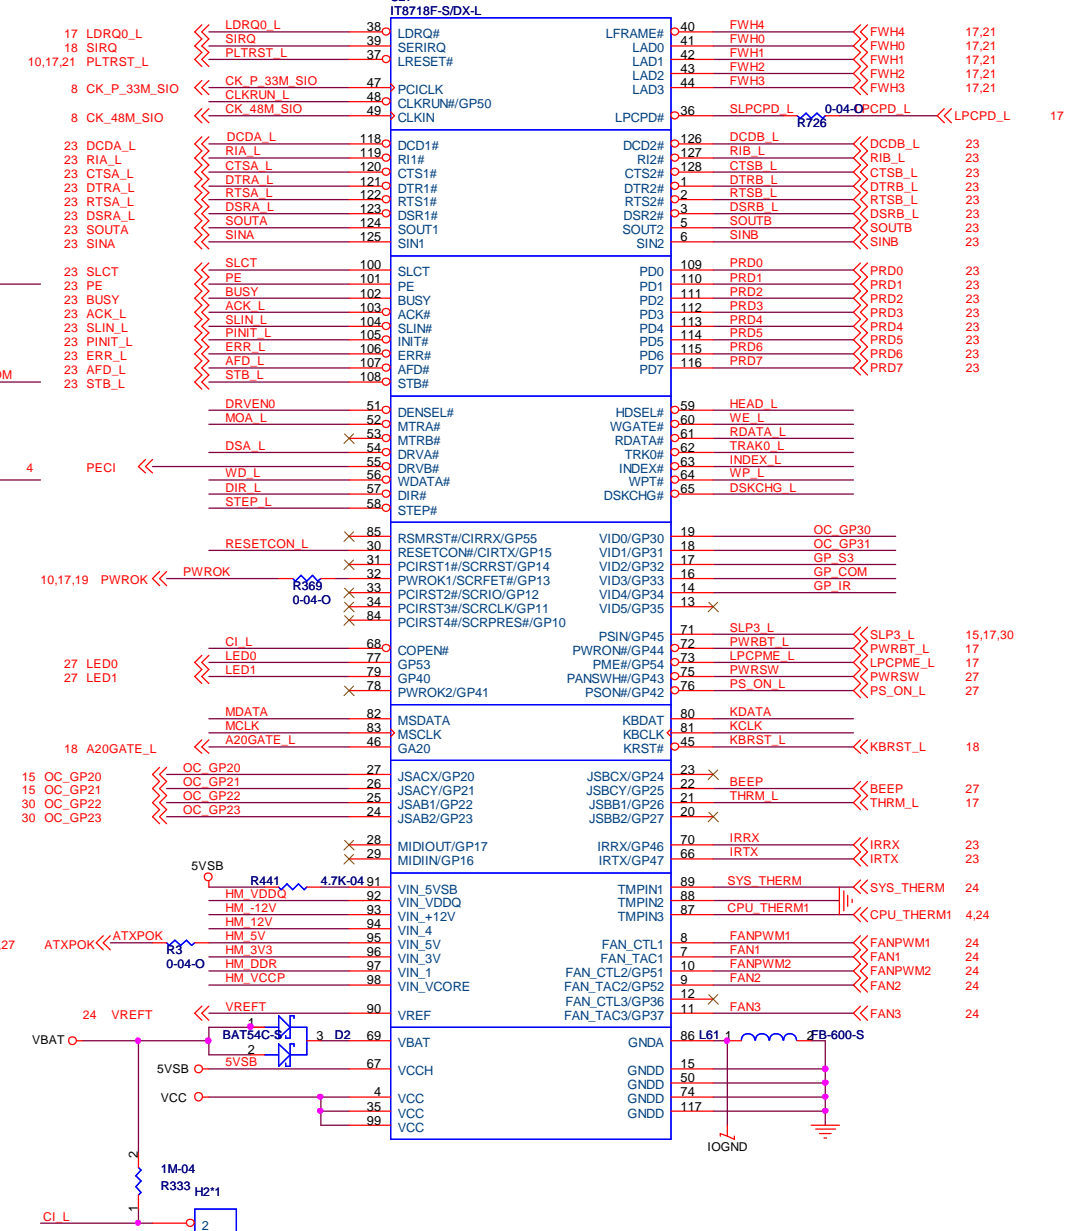 IT8718F-S/DX-L
17 LDRQ0_L LDRQ0_L 38 LDRQ# LFRAME# 40 FWH4 FWH4 17,21
18 SIRQ SIRQ 39 SERIRQ LAD0 41 FWH0 FWH0 17,21
10,17,21 PLTRST_L PLTRST_L 37 LRESET# LAD1 42 FWH1 FWH1 17,21
LAD2 43 FWH2 FWH2 17,21
8 CK_P_33M_SIO CK_P_33M_SIO 47 PCICLK LAD3 44 FWH3 FWH3 17,21
CLKRUN_L 48 CLKRUN#/GP50
8 CK_48M_SIO CK_48M_SIO 49 CLKIN LPCPD# 36 SLPCPD_L 0-04-O R726 LPCPD_L 17
23 DCDA_L DCDA_L 118 DCD1# DCD2# 126 DCDB_L DCDB_L 23
23 RIA_L RIA_L 119 RI1# RI2# 127 RIB_L RIB_L 23
23 CTSA_L CTSA_L 120 CTS1# CTS2# 128 CTSB_L CTSB_L 23
23 DTRA_L DTRA_L 121 DTR1# DTR2# 1 DTRB_L DTRB_L 23
23 RTSA_L RTSA_L 122 RTS1# RTS2# 2 RTSB_L RTSB_L 23
23 DSRA_L DSRA_L 123 DSR1# DSR2# 3 DSRB_L DSRB_L 23
23 SOUTA SOUTA 124 SOUT1 SOUT2 5 SOUTB SOUTB 23
23 SINA SINA 125 SIN1 SIN2 6 SINB SINB 23
23 SLCT SLCT 100 SLCT PD0 109 PRD0 PRD0 23
23 PE PE 101 PE PD1 110 PRD1 PRD1 23
23 BUSY BUSY 102 BUSY PD2 111 PRD2 PRD2 23
23 ACK_L ACK_L 103 ACK# PD3 112 PRD3 PRD3 23
23 SLIN_L SLIN_L 104 SLIN# PD4 113 PRD4 PRD4 23
23 PINIT_L PINIT_L 105 INIT# PD5 114 PRD5 PRD5 23
23 ERR_L ERR_L 106 ERR# PD6 115 PRD6 PRD6 23
23 AFD_L AFD_L 107 AFD# PD7 116 PRD7 PRD7 23
23 STB_L STB_L 108 STB#
DRVEN0 51 DENSEL# HDSEL# 59 HEAD_L
MOA_L 52 MTRA# WGATE# 60 WE_L
53 MTRB# RDATA# 61 RDATA_L
DSA_L 54 DRVA# TRK0# 62 TRAK0_L
4 PECI 55 DRVB# INDEX# 63 INDEX_L
WD_L 56 WDATA# WPT# 64 WP_L
DIR_L 57 DIR# DSKCHG# 65 DSKCHG_L
STEP_L 58 STEP#
85 RSMRST#/CIRRX/GP55 VID0/GP30 19 OC_GP30
RESETCON_L 30 RESETCON#/CIRTX/GP15 VID1/GP31 18 OC_GP31
31 PCIRST1#/SCRRST/GP14 VID2/GP32 17 GP_S3
10,17,19 PWROK PWROK R369 0-04-O 32 PWROK1/SCRFET#/GP13 VID3/GP33 16 GP_COM
33 PCIRST2#/SCRIO/GP12 VID4/GP34 14 GP_IR
34 PCIRST3#/SCRCLK/GP11 VID5/GP35 13
84 PCIRST4#/SCRPRES#/GP10
PSIN/GP45 71 SLP3_L SLP3_L 15,17,30
CI_L 68 COPEN# PWRON#/GP44 72 PWRBT_L PWRBT_L 17
27 LED0 LED0 77 GP53 PME#/GP54 73 LPCPME_L LPCPME_L 17
27 LED1 LED1 79 GP40 PANSWH#/GP43 75 PWRSW PWRSW 27
78 PWROK2/GP41 PSON#/GP42 76 PS_ON_L PS_ON_L 27
MDATA 82 MSDATA KBDAT 80 KDATA
MCLK 83 MSCLK KBCLK 81 KCLK
18 A20GATE_L A20GATE_L 46 GA20 KRST# 45 KBRST_L KBRST_L 18
15 OC_GP20 OC_GP20 27 JSACX/GP20 JSBCX/GP24 23
15 OC_GP21 OC_GP21 26 JSACY/GP21 JSBCY/GP25 22 BEEP BEEP 27
30 OC_GP22 OC_GP22 25 JSAB1/GP22 JSBB1/GP26 21 THRM_L THRM_L 17
30 OC_GP23 OC_GP23 24 JSAB2/GP23 JSBB2/GP27 20
28 MIDIOUT/GP17 IRRX/GP46 70 IRRX IRRX 23
29 MIDIIN/GP16 IRTX/GP47 66 IRTX IRTX 23
5VSB R441 4.7K-04 91 VIN_5VSB TMPIN1 89 SYS_THERM SYS_THERM 24
HM_VDDQ 92 VIN_VDDQ TMPIN2 88
HM_-12V 93 VIN_+12V TMPIN3 87 CPU_THERM1 CPU_THERM1 4,24
HM_12V 94 VIN_4
ATXPOK ATXPOK R3 0-04-O HM_5V 95 VIN_5V FAN_CTL1 8 FANPWM1 FANPWM1 24
HM_3V3 96 VIN_3V FAN_TAC1 7 FAN1 FAN1 24
HM_DDR 97 VIN_1 FAN_CTL2/GP51 10 FANPWM2 FANPWM2 24
HM_VCCP 98 VIN_VCORE FAN_TAC2/GP52 9 FAN2 FAN2 24
FAN_CTL3/GP36 12
24 VREFT VREFT 90 VREF FAN_TAC3/GP37 11 FAN3 FAN3 24
VBAT 1 2 BAT54C-S 3 D2 69 VBAT GNDA 86 L61 1 2 FB-600-S
5VSB 5VSB 67 VCCH GNDD 15
GNDD 50
VCC 4 VCC GNDD 74
35 VCC GNDD 117
99 VCC
IOGND
2
1M-04
R333 H2*1
1
CI_L 2